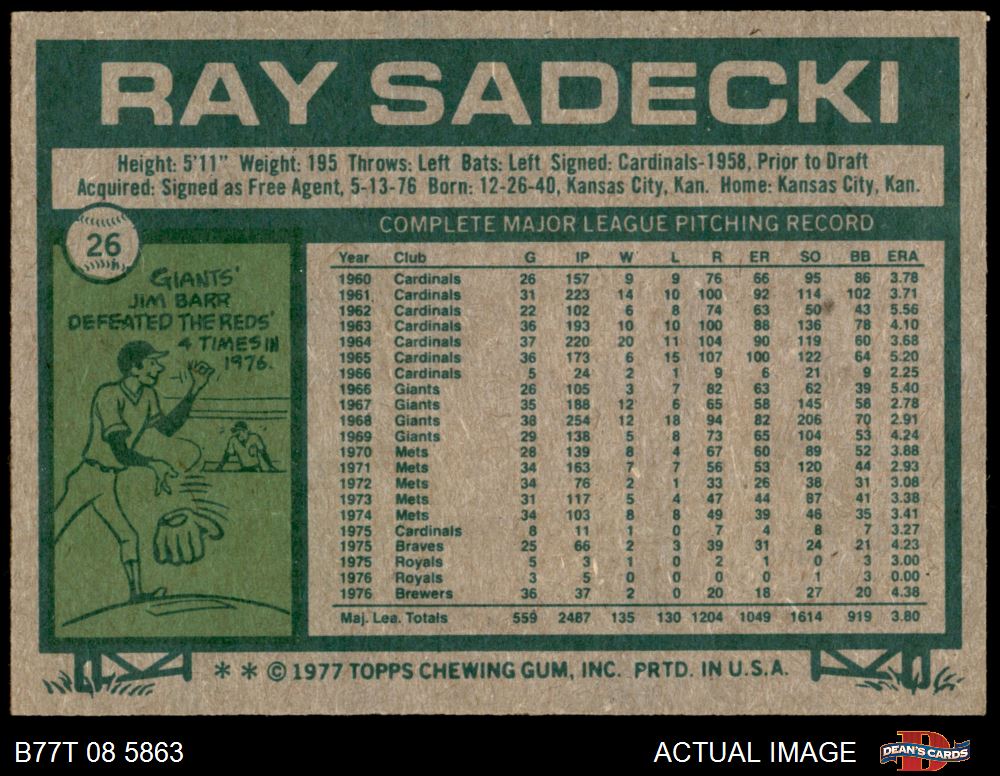 RAY SADECKI
Height: 5'11" Weight: 195 Throws: Left Bats: Left Signed: Cardinals-1958, Prior to Draft
Acquired: Signed as Free Agent, 5-13-76 Born: 12-26-40, Kansas City, Kan. Home: Kansas City, Kan.
26
COMPLETE MAJOR LEAGUE PITCHING RECORD
GIANTS'
JIM BARR
DEFEATED THE REDS'
4 TIMES IN
1976.
Year Club G IP W L R ER SO BB ERA
1960 Cardinals 26 157 9 9 76 66 95 86 3.78
1961 Cardinals 31 223 14 10 100 92 114 102 3.71
1962 Cardinals 22 102 6 8 74 63 50 43 5.56
1963 Cardinals 36 193 10 10 100 88 136 78 4.10
1964 Cardinals 37 220 20 11 104 90 119 60 3.68
1965 Cardinals 36 173 6 15 107 100 122 64 5.20
1966 Cardinals 5 24 2 1 9 6 21 9 2.25
1966 Giants 26 105 3 7 82 63 62 39 5.40
1967 Giants 35 188 12 6 65 58 145 58 2.78
1968 Giants 38 254 12 18 94 82 206 70 2.91
1969 Giants 29 138 5 8 73 65 104 53 4.24
1970 Mets 28 139 8 4 67 60 89 52 3.88
1971 Mets 34 163 7 7 56 53 120 44 2.93
1972 Mets 34 76 2 1 33 26 38 31 3.08
1973 Mets 31 117 5 4 47 44 87 41 3.38
1974 Mets 34 103 8 8 49 39 46 35 3.41
1975 Cardinals 8 11 1 0 7 4 8 7 3.27
1975 Braves 25 66 2 3 39 31 24 21 4.23
1975 Royals 5 3 1 0 2 1 0 3 3.00
1976 Royals 3 5 0 0 0 0 1 3 0.00
1976 Brewers 36 37 2 0 20 18 27 20 4.38
Maj. Lea. Totals 559 2487 135 130 1204 1049 1614 919 3.80
* * © 1977 TOPPS CHEWING GUM, INC. PRTD. IN U.S.A.
B77T 08 5863
ACTUAL IMAGE
DEAN'S CARDS